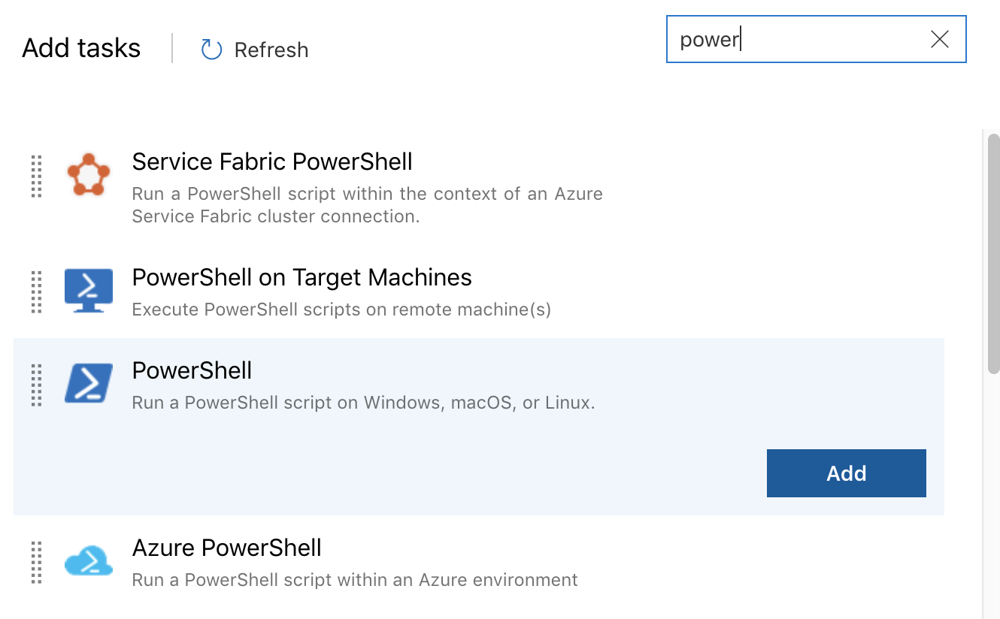 Add tasks
Refresh
power
Service Fabric PowerShell
Run a PowerShell script within the context of an Azure
Service Fabric cluster connection.
PowerShell on Target Machines
Execute PowerShell scripts on remote machine(s)
PowerShell
Run a PowerShell script on Windows, macOS, or Linux.
Add
Azure PowerShell
Run a PowerShell script within an Azure environment